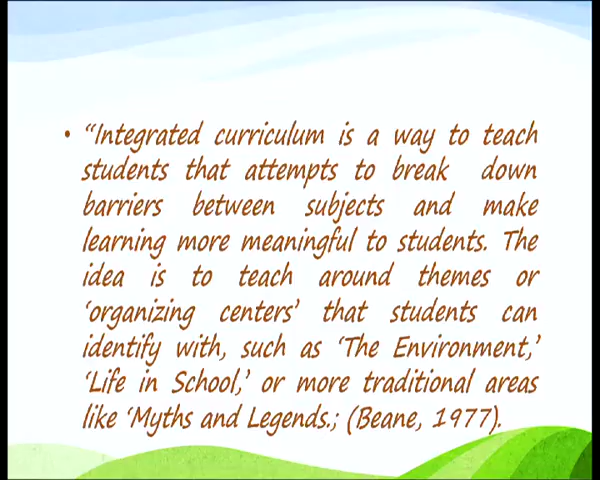 • “Integrated curriculum is a way to teach
students that attempts to break down
barriers between subjects and make
learning more meaningful to students. The
idea is to teach around themes or
‘organizing centers’ that students can
identify with, such as ‘The Environment,’
‘Life in School,’ or more traditional areas
like ‘Myths and Legends.; (Beane, 1977).